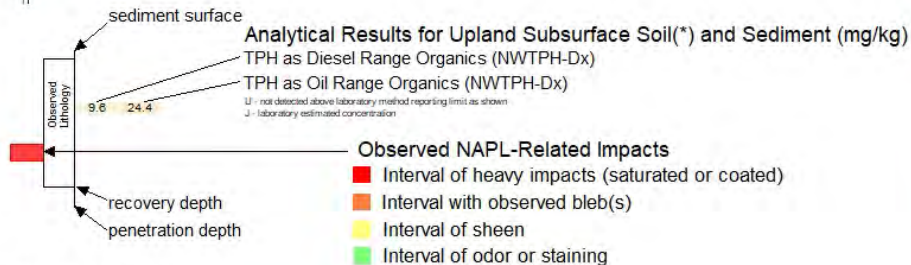 sediment surface
Analytical Results for Upland Subsurface Soil(*) and Sediment (mg/kg)
TPH as Diesel Range Organics (NWTPH-Dx)
TPH as Oil Range Organics (NWTPH-Dx)
U - not detected above laboratory method reporting limit as shown
J - laboratory estimated concentration
Observed
Lithology
9.6 24.4
Observed NAPL-Related Impacts
Interval of heavy impacts (saturated or coated)
Interval with observed bleb(s)
Interval of sheen
Interval of odor or staining
recovery depth
penetration depth